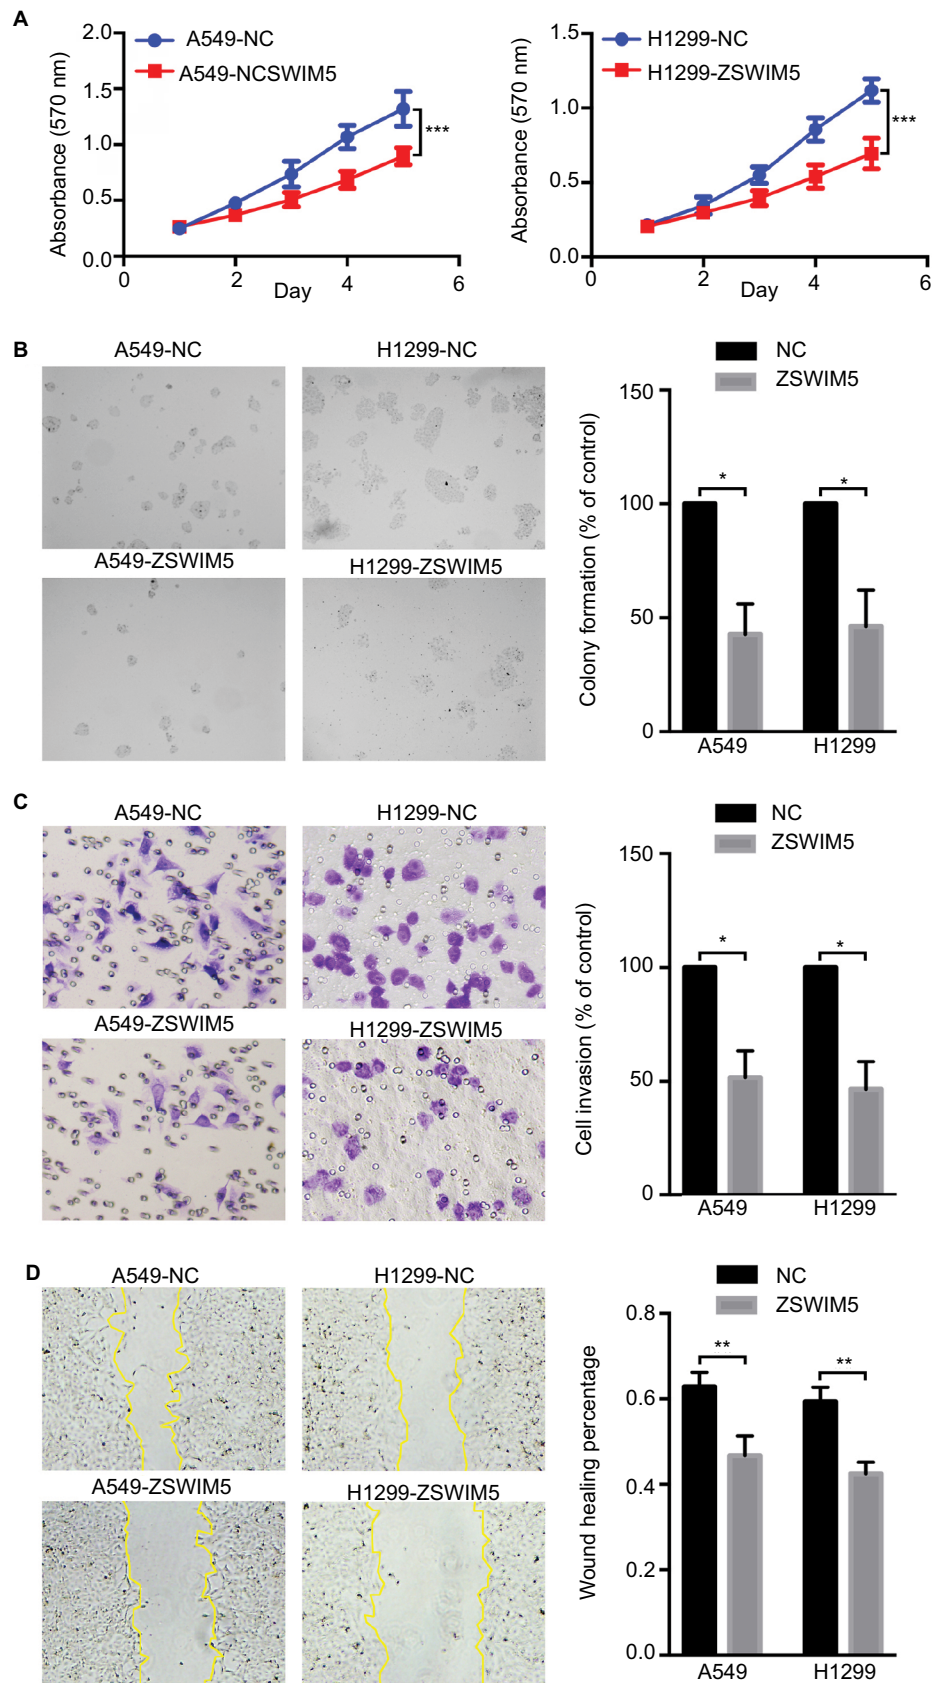 A
2.0
1.5
1.0
0.5
0.0
0
2
4
6
Absorbance (570 nm)
Day
A549-NC
A549-NCSWIM5
***
1.5
1.0
0.5
0.0
0
2
4
6
Absorbance (570 nm)
Day
H1299-NC
H1299-ZSWIM5
***
B
A549-NC
H1299-NC
A549-ZSWIM5
H1299-ZSWIM5
NC
ZSWIM5
150
100
50
0
Colony formation (% of control)
*
*
A549
H1299
C
A549-NC
H1299-NC
A549-ZSWIM5
H1299-ZSWIM5
NC
ZSWIM5
150
100
50
0
Cell invasion (% of control)
*
*
A549
H1299
D
A549-NC
H1299-NC
A549-ZSWIM5
H1299-ZSWIM5
NC
ZSWIM5
0.8
0.6
0.4
0.2
0.0
Wound healing percentage
**
**
A549
H1299